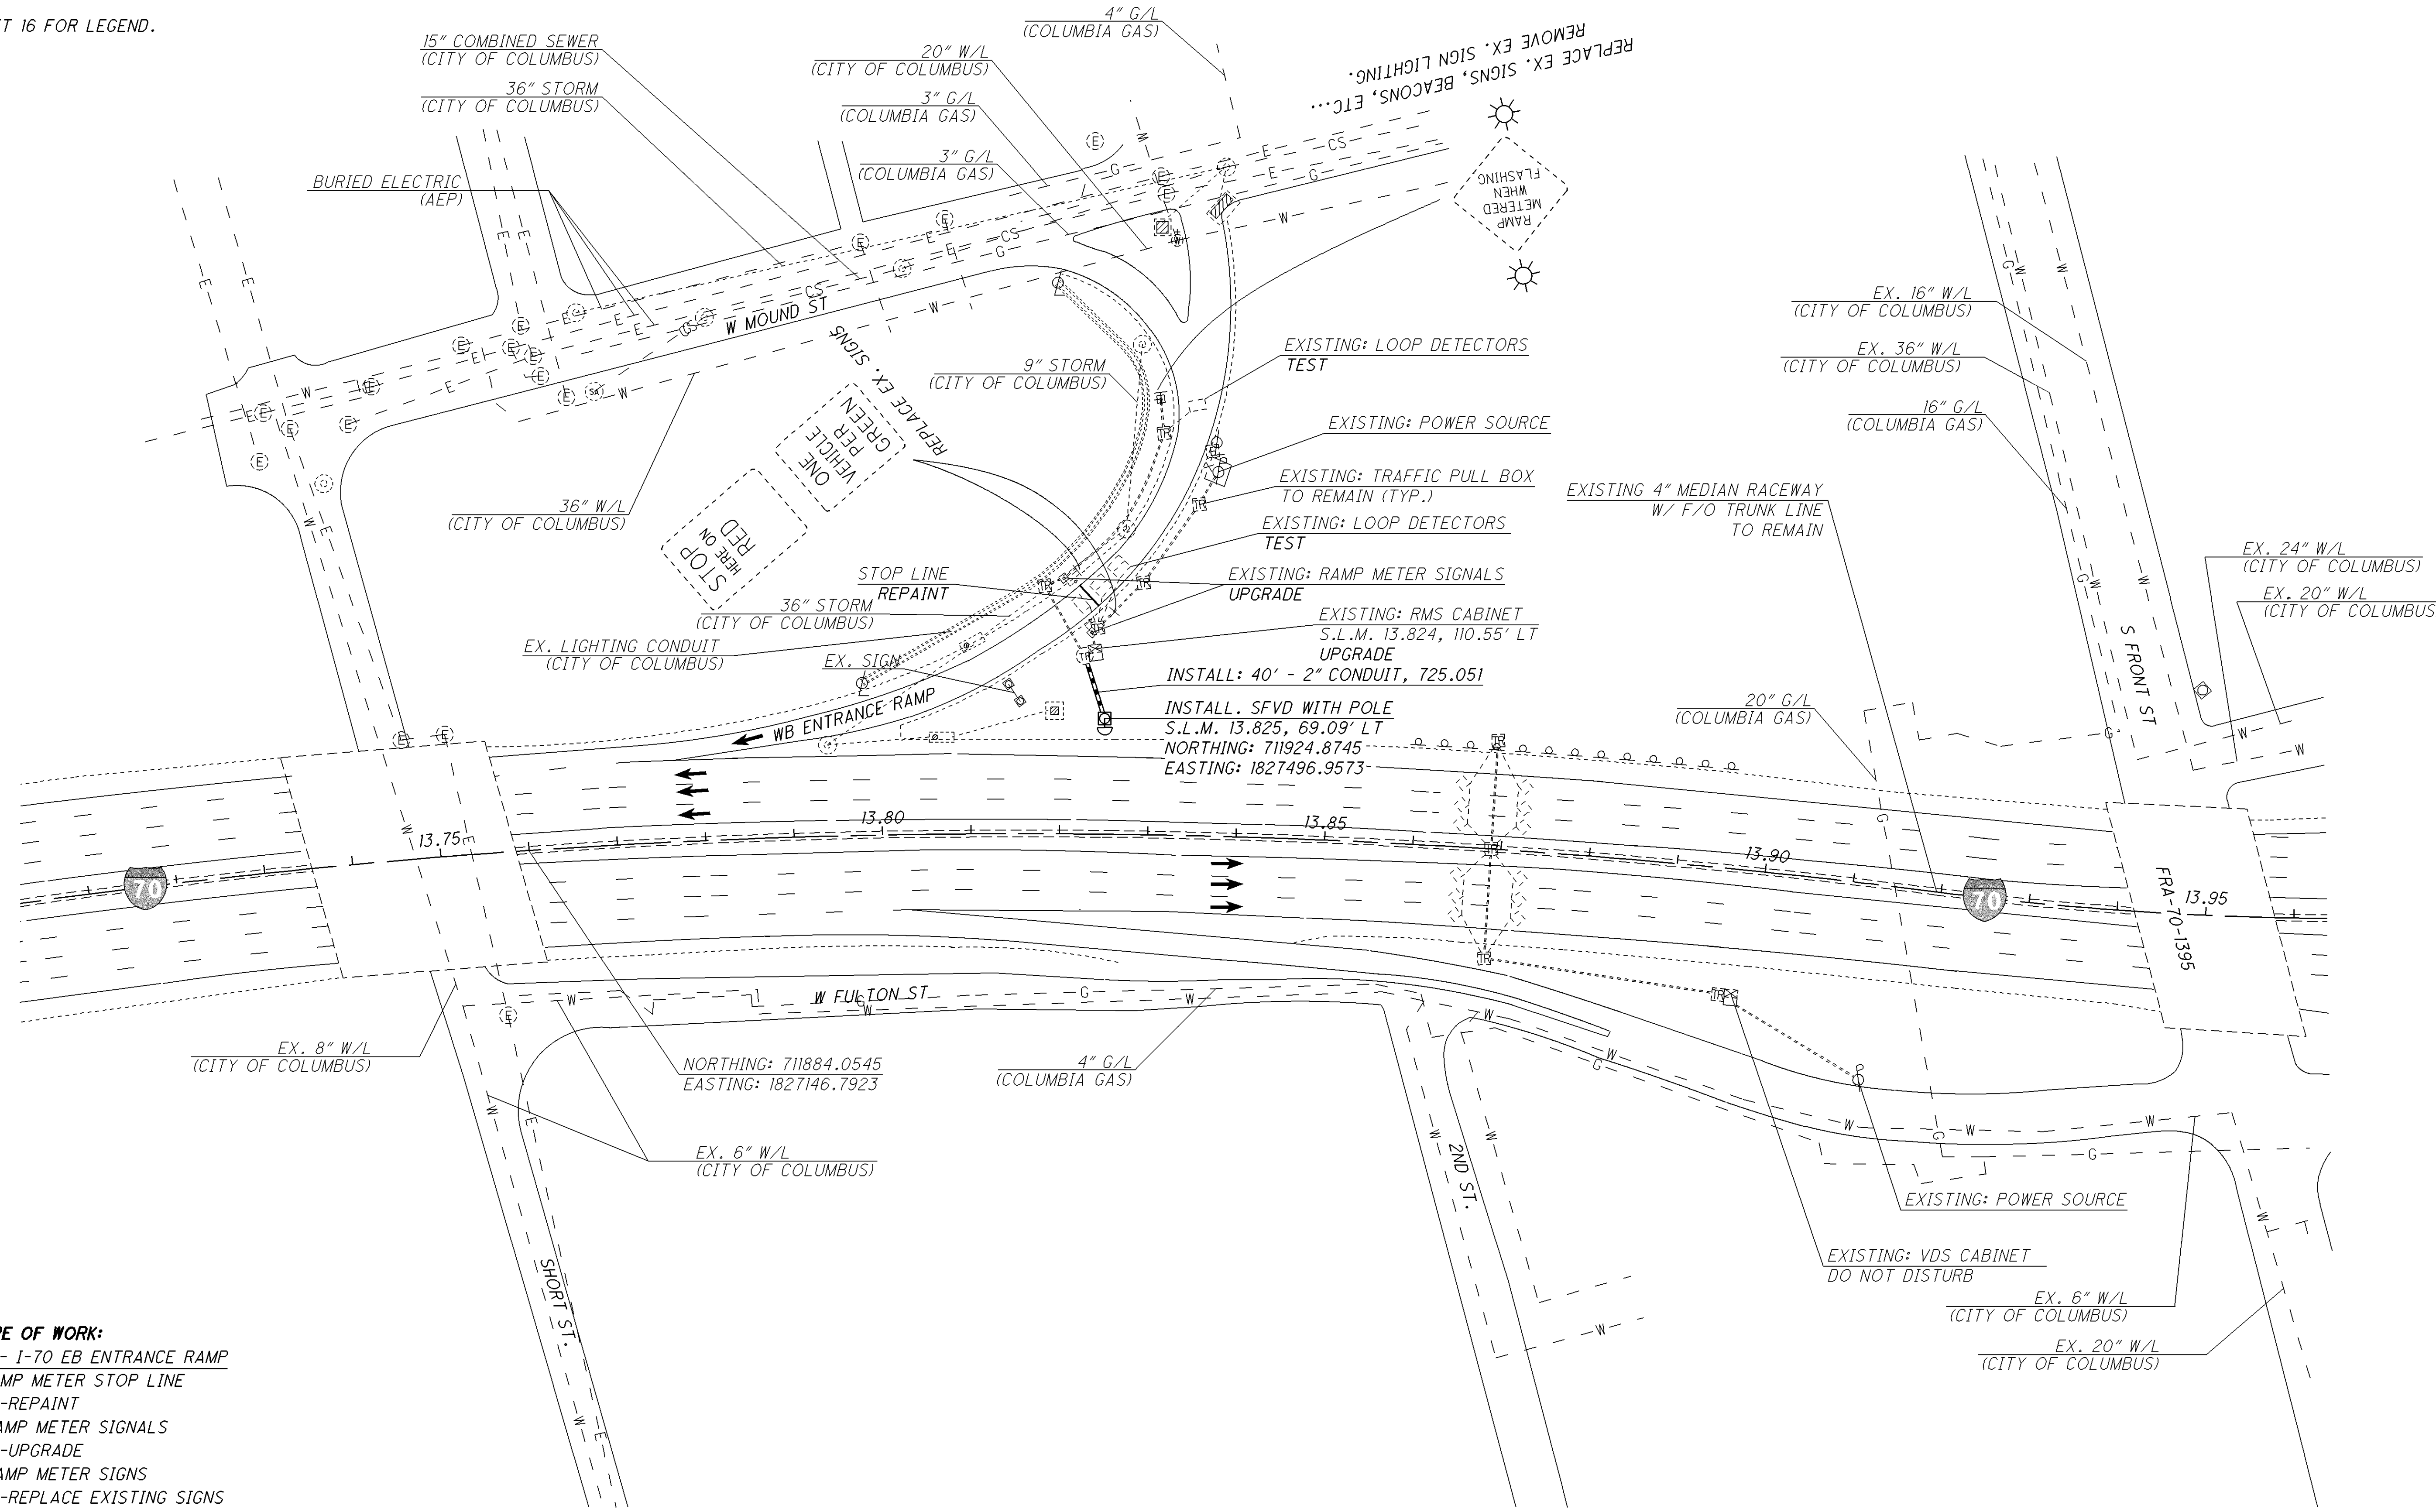 T 16 FOR LEGEND.
15" COMBINED SEWER
(CITY OF COLUMBUS)
36" STORM
(CITY OF COLUMBUS)
BURIED ELECTRIC
(AEP)
4" G/L
(COLUMBIA GAS)
20" W/L
(CITY OF COLUMBUS)
3" G/L
(COLUMBIA GAS)
3" G/L
(COLUMBIA GAS)
REPLACE EX. SIGNS, BEACONS, ETC...
REMOVE EX. SIGN LIGHTING.
RAMP
METERED
WHEN
FLASHING
W MOUND ST
REPLACE EX. SIGNS
ONE
VEHICLE
PER
GREEN
STOP
HERE ON
RED
36" W/L
(CITY OF COLUMBUS)
9" STORM
(CITY OF COLUMBUS)
EXISTING: LOOP DETECTORS
TEST
EXISTING: POWER SOURCE
EXISTING: TRAFFIC PULL BOX
TO REMAIN (TYP.)
EXISTING: LOOP DETECTORS
TEST
EXISTING: RAMP METER SIGNALS
UPGRADE
EXISTING: RMS CABINET
S.L.M. 13.824, 110.55' LT
UPGRADE
INSTALL: 40' - 2" CONDUIT, 725.051
INSTALL. SFVD WITH POLE
S.L.M. 13.825, 69.09' LT
NORTHING: 711924.8745
EASTING: 1827496.9573
STOP LINE
REPAINT
36" STORM
(CITY OF COLUMBUS)
EX. LIGHTING CONDUIT
(CITY OF COLUMBUS)
EX. SIGN
WB ENTRANCE RAMP
EX. 16" W/L
(CITY OF COLUMBUS)
EX. 36" W/L
(CITY OF COLUMBUS)
16" G/L
(COLUMBIA GAS)
EXISTING 4" MEDIAN RACEWAY
W/ F/O TRUNK LINE
TO REMAIN
EX. 24" W/L
(CITY OF COLUMBUS)
EX. 20" W/L
(CITY OF COLUMBUS
S FRONT ST
20" G/L
(COLUMBIA GAS)
13.75
13.80
13.85
13.90
13.95
70
70
FRA-70-1395
W FULTON ST
EX. 8" W/L
(CITY OF COLUMBUS)
NORTHING: 711884.0545
EASTING: 1827146.7923
4" G/L
(COLUMBIA GAS)
EX. 6" W/L
(CITY OF COLUMBUS)
SHORT ST.
2ND ST.
EXISTING: POWER SOURCE
EXISTING: VDS CABINET
DO NOT DISTURB
EX. 6" W/L
(CITY OF COLUMBUS)
EX. 20" W/L
(CITY OF COLUMBUS)
PE OF WORK:
- I-70 EB ENTRANCE RAMP
MP METER STOP LINE
-REPAINT
AMP METER SIGNALS
-UPGRADE
AMP METER SIGNS
-REPLACE EXISTING SIGNS